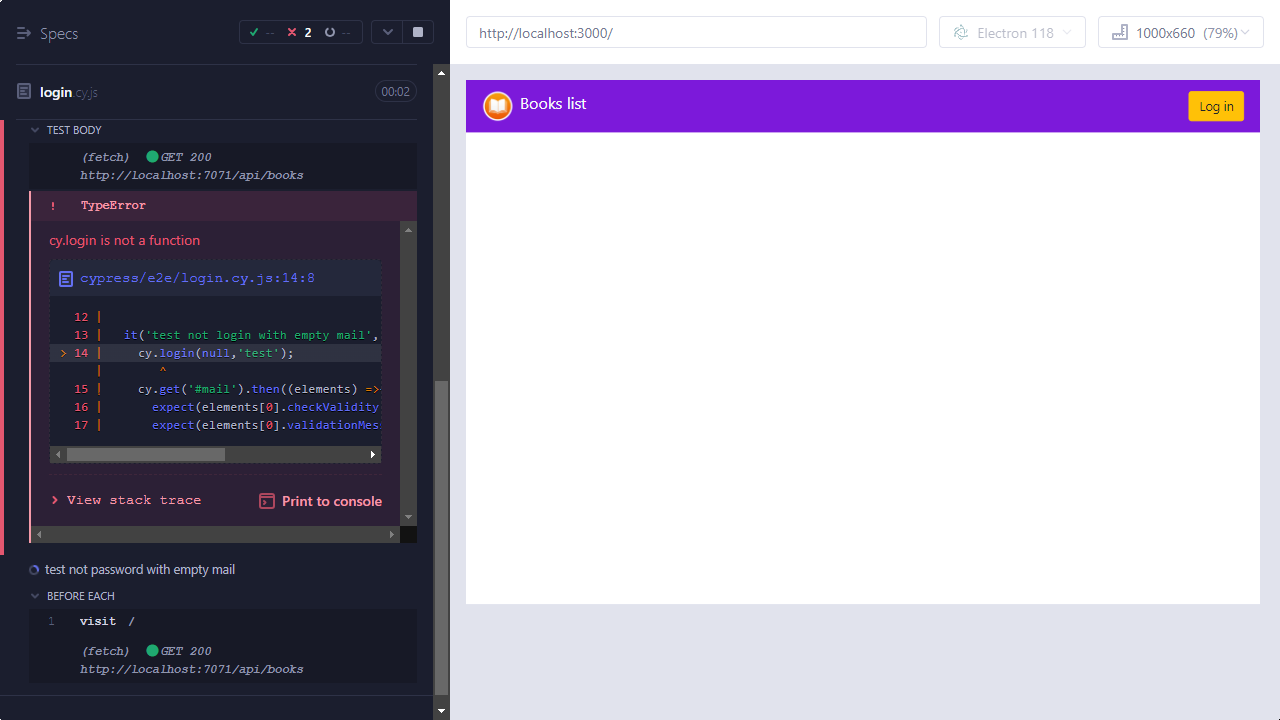 Specs
-- 2 --
login.cy.js 00:02
TEST BODY
(fetch) GET 200
http://localhost:7071/api/books
! TypeError
cy.login is not a function
cypress/e2e/login.cy.js:14:8
12 |
13 | it('test not login with empty mail',
> 14 | cy.login(null,'test');
| ^
15 | cy.get('#mail').then((elements) =>
16 | expect(elements[0].checkValidity
17 | expect(elements[0].validationMes
> View stack trace
Print to console
test not password with empty mail
BEFORE EACH
1 visit /
(fetch) GET 200
http://localhost:7071/api/books
http://localhost:3000/
Electron 118
1000x660 (79%)
Books list
Log in